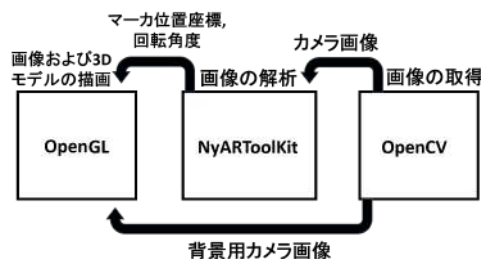 マーカ位置座標,
回転角度
カメラ画像
画像および3D
モデルの描画
画像の解析
画像の取得
OpenGL
NyARToolKit
OpenCV
背景用カメラ画像